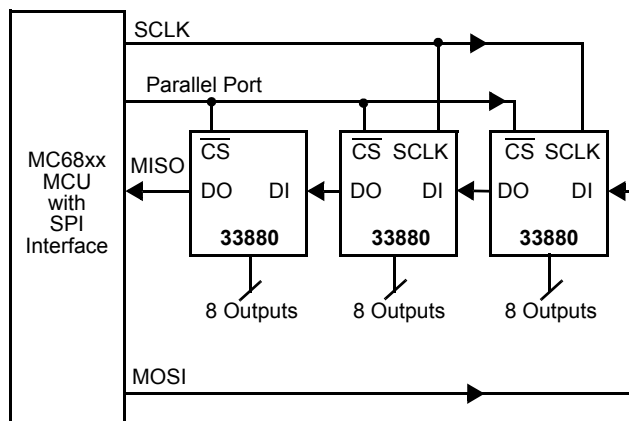 SCLK
Parallel Port
MC68xx
MCU
with
SPI
Interface
MISO
CS
DO DI
33880
8 Outputs
CS SCLK
DO DI
33880
8 Outputs
CS SCLK
DO DI
33880
8 Outputs
MOSI